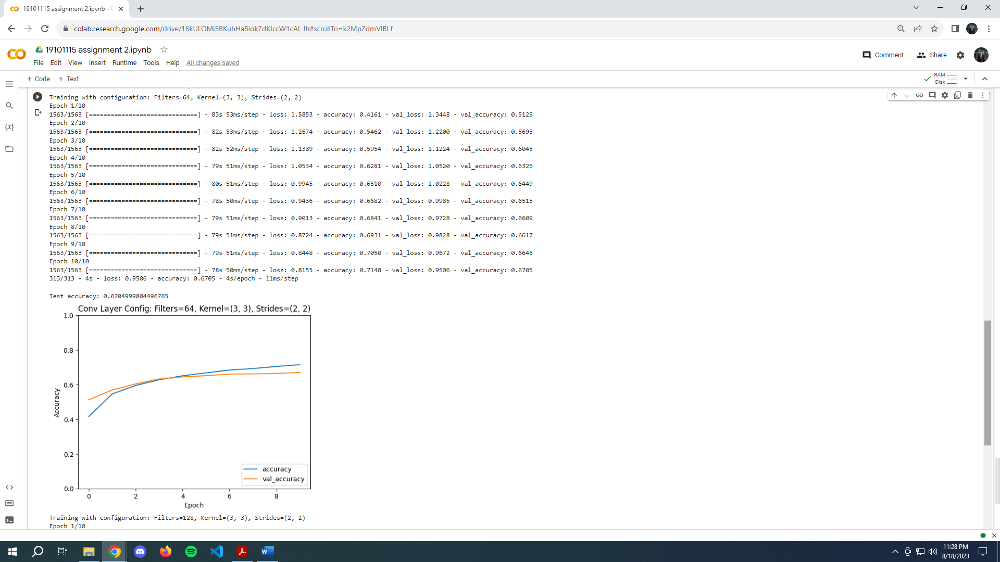 19101115 assignment 2.ipynb - C
colab.research.google.com/drive/16kULOMi5BKuhHa8iok7dKIccW1cAI_Jh#scrollTo=k2MpZdmVIBLf
19101115 assignment 2.ipynb
Comment
Share
File Edit View Insert Runtime Tools Help All changes saved
+ Code + Text
RAM
Disk
Training with configuration: Filters=64, Kernel=(3, 3), Strides=(2, 2)
Epoch 1/10
1563/1563 [==============================] - 83s 53ms/step - loss: 1.5853 - accuracy: 0.4161 - val_loss: 1.3448 - val_accuracy: 0.5125
Epoch 2/10
1563/1563 [==============================] - 82s 53ms/step - loss: 1.2674 - accuracy: 0.5462 - val_loss: 1.2200 - val_accuracy: 0.5695
Epoch 3/10
1563/1563 [==============================] - 82s 52ms/step - loss: 1.1389 - accuracy: 0.5954 - val_loss: 1.1224 - val_accuracy: 0.6045
Epoch 4/10
1563/1563 [==============================] - 79s 51ms/step - loss: 1.0534 - accuracy: 0.6281 - val_loss: 1.0520 - val_accuracy: 0.6326
Epoch 5/10
1563/1563 [==============================] - 80s 51ms/step - loss: 0.9945 - accuracy: 0.6510 - val_loss: 1.0228 - val_accuracy: 0.6449
Epoch 6/10
1563/1563 [==============================] - 78s 50ms/step - loss: 0.9436 - accuracy: 0.6682 - val_loss: 0.9985 - val_accuracy: 0.6515
Epoch 7/10
1563/1563 [==============================] - 79s 51ms/step - loss: 0.9013 - accuracy: 0.6841 - val_loss: 0.9728 - val_accuracy: 0.6609
Epoch 8/10
1563/1563 [==============================] - 79s 51ms/step - loss: 0.8724 - accuracy: 0.6931 - val_loss: 0.9828 - val_accuracy: 0.6617
Epoch 9/10
1563/1563 [==============================] - 79s 51ms/step - loss: 0.8448 - accuracy: 0.7050 - val_loss: 0.9672 - val_accuracy: 0.6646
Epoch 10/10
1563/1563 [==============================] - 78s 50ms/step - loss: 0.8155 - accuracy: 0.7148 - val_loss: 0.9506 - val_accuracy: 0.6705
313/313 - 4s - loss: 0.9506 - accuracy: 0.6705 - 4s/epoch - 11ms/step
Test accuracy: 0.6704999804496765
Conv Layer Config: Filters=64, Kernel=(3, 3), Strides=(2, 2)
1.0
0.8
0.6
0.4
0.2
0.0
Accuracy
accuracy
val_accuracy
0 2 4 6 8
Epoch
Training with configuration: Filters=128, Kernel=(3, 3), Strides=(2, 2)
Epoch 1/10
11:28 PM
8/18/2023